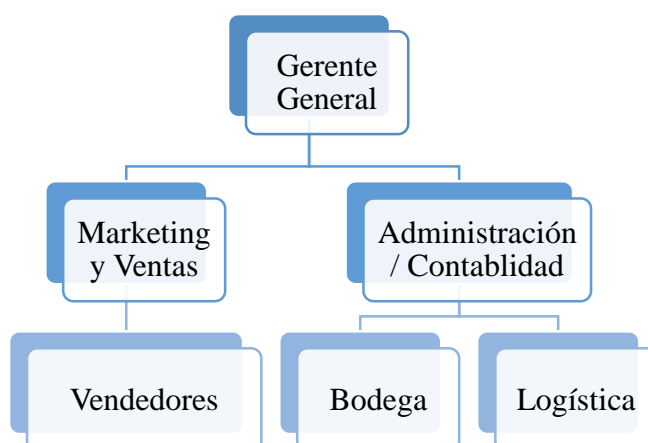 Gerente
General
Marketing
y Ventas
Administración
/ Contablidad
Vendedores
Bodega
Logística